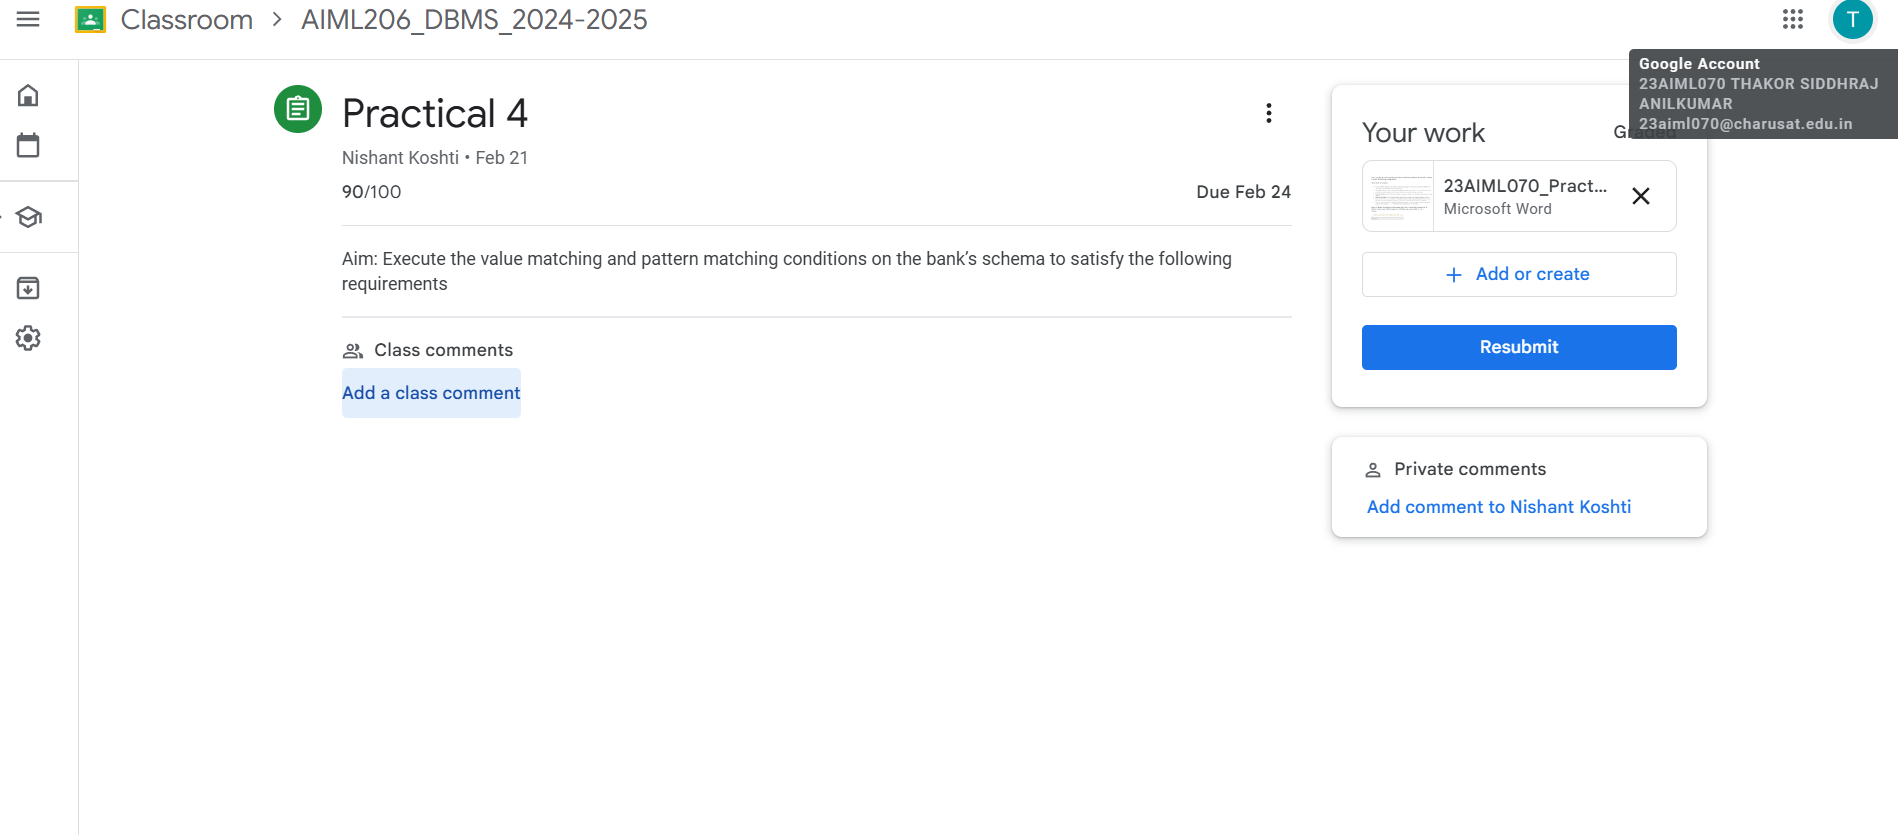 Classroom > AIML206_DBMS_2024-2025
T
Google Account
23AIML070 THAKOR SIDDHRAJ
ANILKUMAR
23aiml070@charusat.edu.in
Practical 4
Nishant Koshti • Feb 21
90/100
Due Feb 24
Aim: Execute the value matching and pattern matching conditions on the bank’s schema to satisfy the following
requirements
Class comments
Add a class comment
Your work
Graded
23AIML070_Pract...
Microsoft Word
+ Add or create
Resubmit
Private comments
Add comment to Nishant Koshti